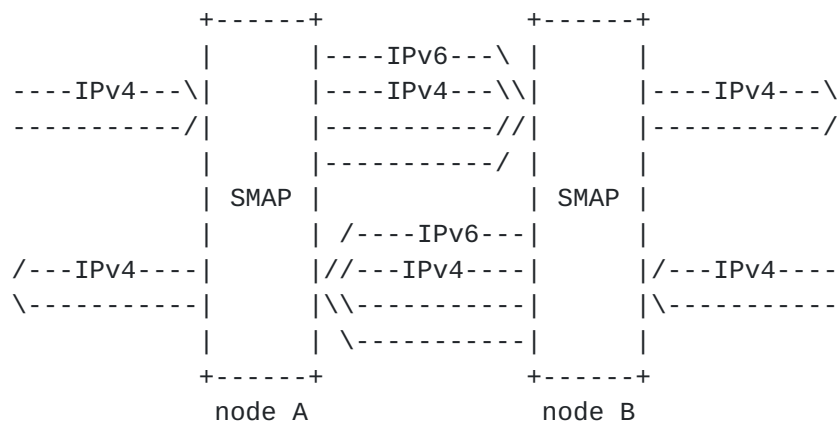 +------+             +------+
|      |----IPv6---\ |      |
----IPv4---\|      |----IPv4---\\|      |----IPv4---\
-----------/|      |-----------//|      |-----------/
|      |-----------/ |      |
| SMAP |             | SMAP |
|      | /----IPv6---|      |
/---IPv4----|      |//---IPv4----|      |/---IPv4----
\-----------|      |\\-----------|      |\-----------
|      | \-----------|      |
+------+             +------+
node A               node B